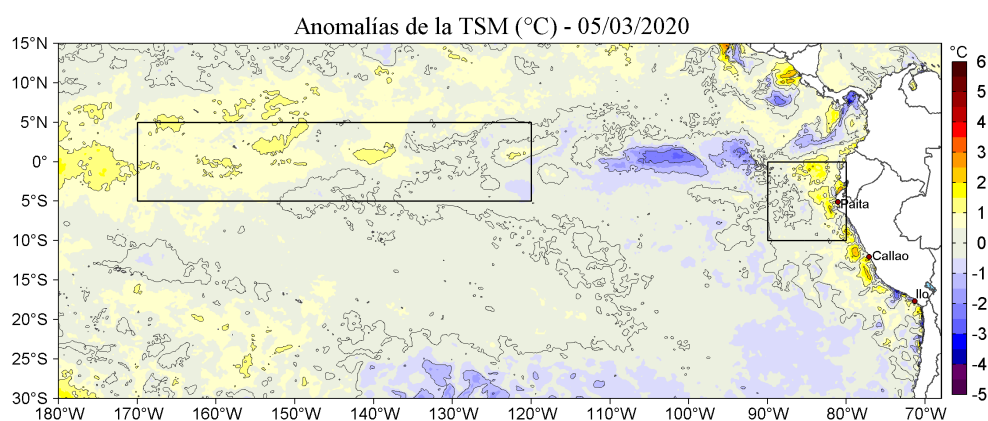 Anomalías de la TSM (°C) - 05/03/2020
15°N
10°N
5°N
0°
5°S
10°S
15°S
20°S
25°S
30°S
180°W
170°W
160°W
150°W
140°W
130°W
120°W
110°W
100°W
90°W
80°W
70°W
Paita
Callao
Ilo
°C
6
5
4
3
2
1
0
-1
-2
-3
-4
-5